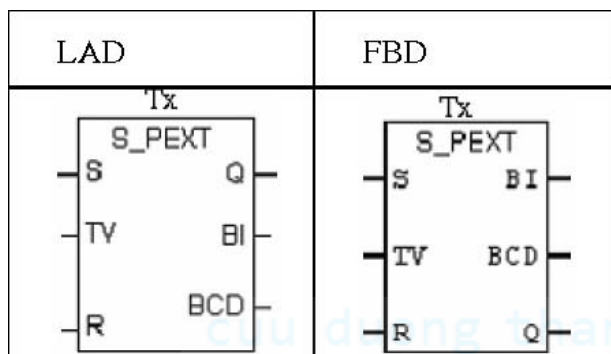 LAD FBD
Tx Tx
S_PEXT S_PEXT
S Q S BI
TV BI TV BCD
BCD
R R Q
cuu duong than